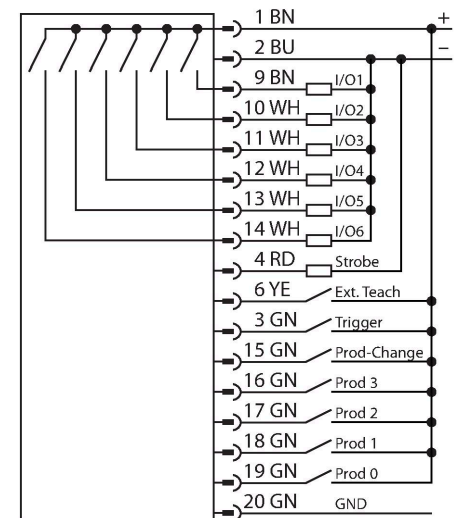 1 BN +
2 BU −
9 BN I/O1
10 WH I/O2
11 WH I/O3
12 WH I/O4
13 WH I/O5
14 WH I/O6
4 RD Strobe
6 YE Ext. Teach
3 GN Trigger
15 GN Prod-Change
16 GN Prod 3
17 GN Prod 2
18 GN Prod 1
19 GN Prod 0
20 GN GND